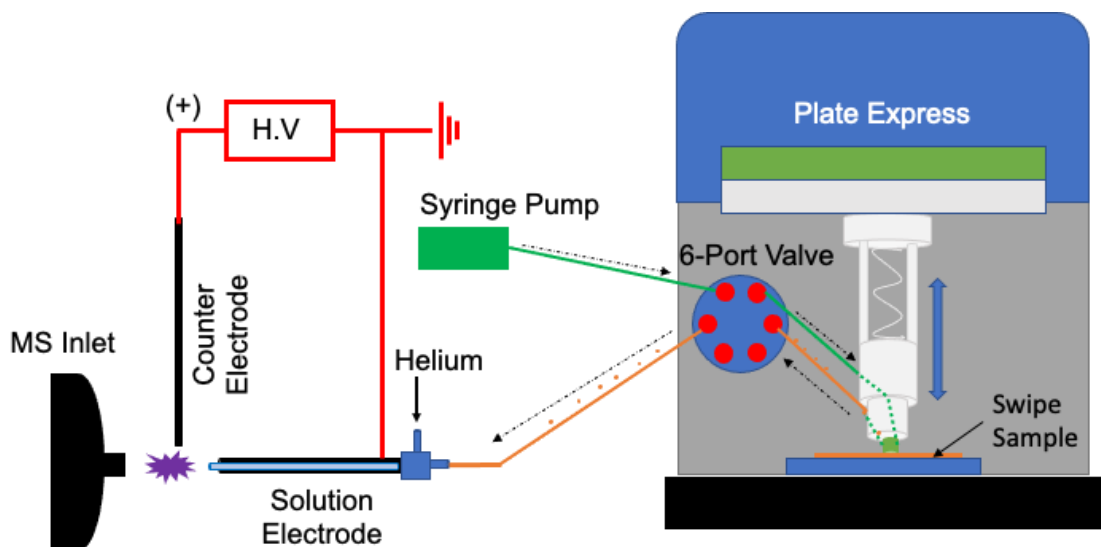 Plate Express
(+)
H.V
Syringe Pump
6-Port Valve
Counter
Electrode
MS Inlet
Helium
Swipe
Sample
Solution
Electrode